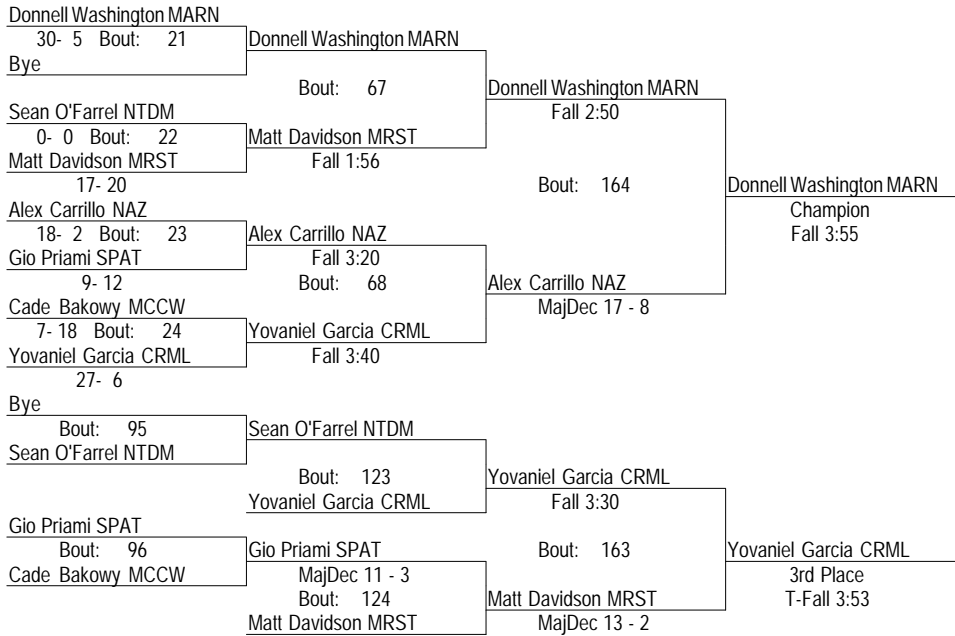 Donnell Washington MARN
30- 5 Bout: 21
Donnell Washington MARN
Bye
Bout: 67
Donnell Washington MARN
Sean O'Farrel NTDM
Fall 2:50
0- 0 Bout: 22
Matt Davidson MRST
Matt Davidson MRST
Fall 1:56
17- 20
Bout: 164
Donnell Washington MARN
Alex Carrillo NAZ
Champion
18- 2 Bout: 23
Alex Carrillo NAZ
Fall 3:55
Gio Priami SPAT
Fall 3:20
9- 12
Bout: 68
Alex Carrillo NAZ
Cade Bakowy MCCW
MajDec 17 - 8
7- 18 Bout: 24
Yovaniel Garcia CRML
Yovaniel Garcia CRML
Fall 3:40
27- 6
Bye
Bout: 95
Sean O'Farrel NTDM
Sean O'Farrel NTDM
Bout: 123
Yovaniel Garcia CRML
Yovaniel Garcia CRML
Fall 3:30
Gio Priami SPAT
Bout: 96
Gio Priami SPAT
Bout: 163
Yovaniel Garcia CRML
Cade Bakowy MCCW
MajDec 11 - 3
3rd Place
Bout: 124
Matt Davidson MRST
T-Fall 3:53
Matt Davidson MRST
MajDec 13 - 2